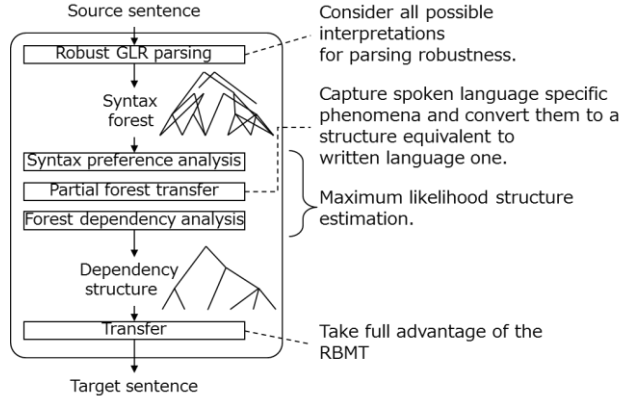 Source sentence
Robust GLR parsing
Syntax
forest
Syntax preference analysis
Partial forest transfer
Forest dependency analysis
Dependency
structure
Transfer
Target sentence
Consider all possible
interpretations
for parsing robustness.
Capture spoken language specific
phenomena and convert them to a
structure equivalent to
written language one.
Maximum likelihood structure
estimation.
Take full advantage of the
RBMT